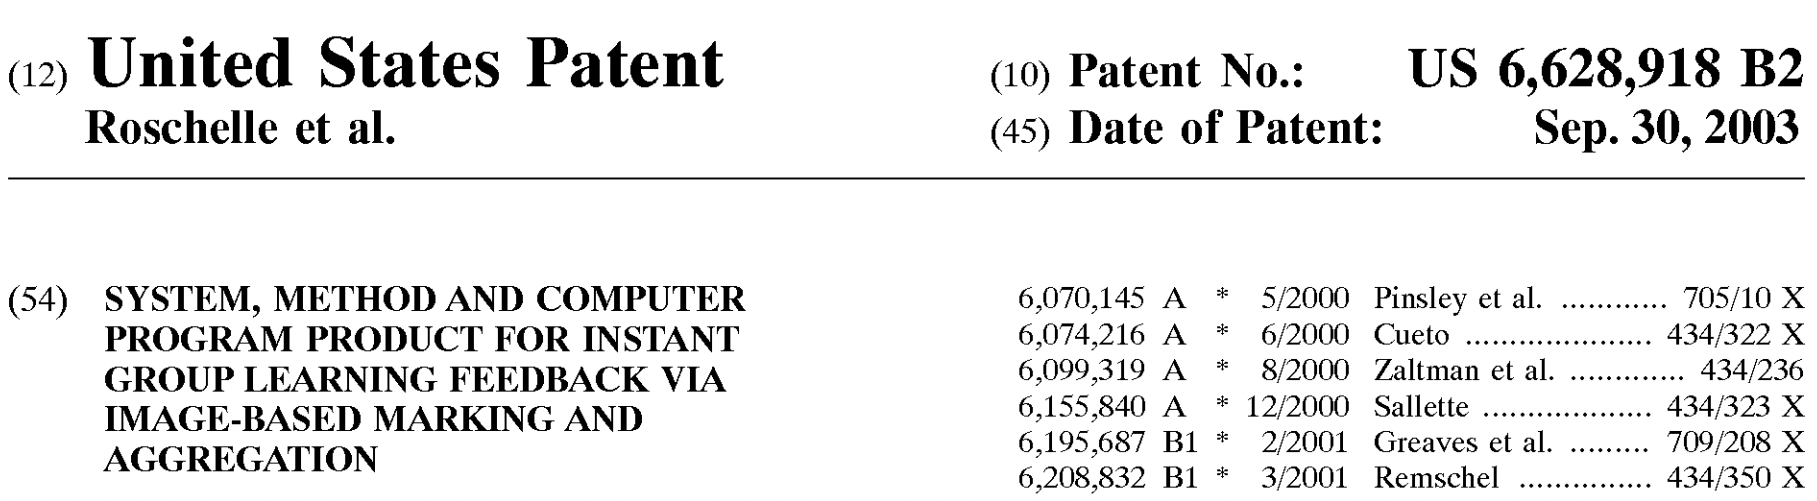 (12) United States Patent
Roschelle et al.
(10) Patent No.: US 6,628,918 B2
(45) Date of Patent: Sep. 30, 2003
(54) SYSTEM, METHOD AND COMPUTER
PROGRAM PRODUCT FOR INSTANT
GROUP LEARNING FEEDBACK VIA
IMAGE-BASED MARKING AND
AGGREGATION
6,070,145 A * 5/2000 Pinsley et al. ............ 705/10 X
6,074,216 A * 6/2000 Cueto ..................... 434/322 X
6,099,319 A * 8/2000 Zaltman et al. ............. 434/236
6,155,840 A * 12/2000 Sallette ................... 434/323 X
6,195,687 B1 * 2/2001 Greaves et al. ......... 709/208 X
6,208,832 B1 * 3/2001 Remschel ............... 434/350 X